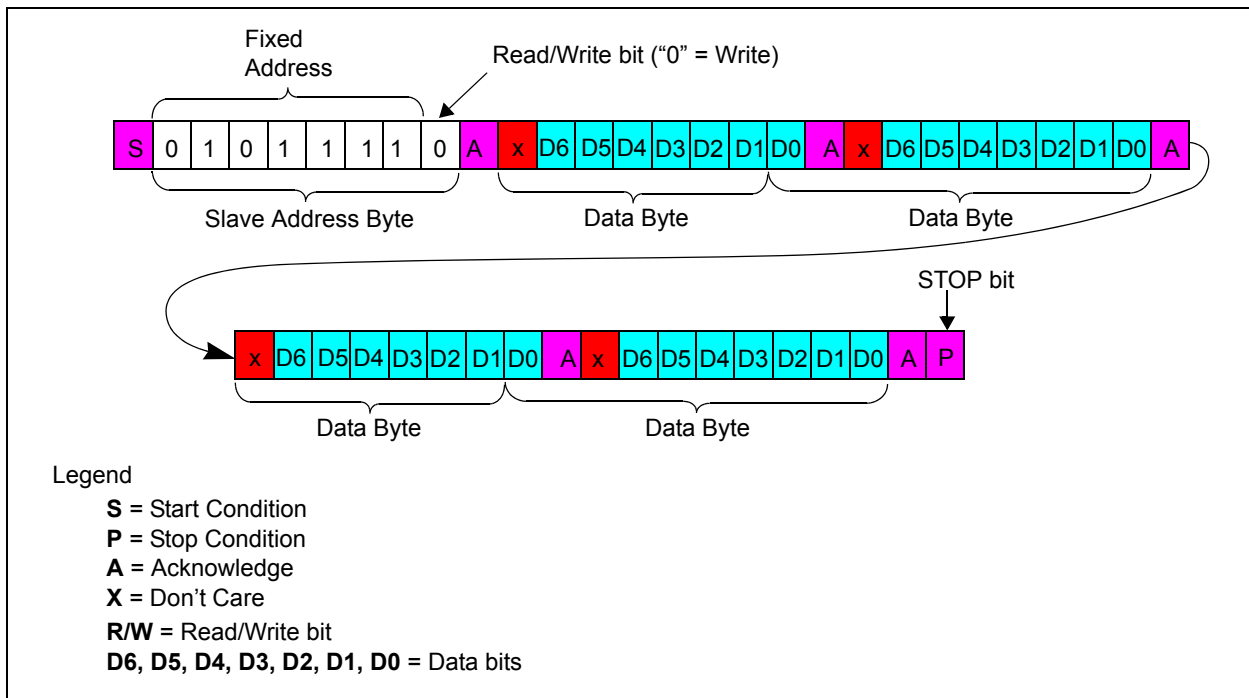 Fixed
Address
Read/Write bit (“0” = Write)
S 0 1 0 1 1 1 1 0 A x D6 D5 D4 D3 D2 D1 D0 A x D6 D5 D4 D3 D2 D1 D0 A
Slave Address Byte Data Byte Data Byte
STOP bit
x D6 D5 D4 D3 D2 D1 D0 A x D6 D5 D4 D3 D2 D1 D0 A P
Data Byte Data Byte
Legend
S = Start Condition
P = Stop Condition
A = Acknowledge
X = Don’t Care
R/W = Read/Write bit
D6, D5, D4, D3, D2, D1, D0 = Data bits